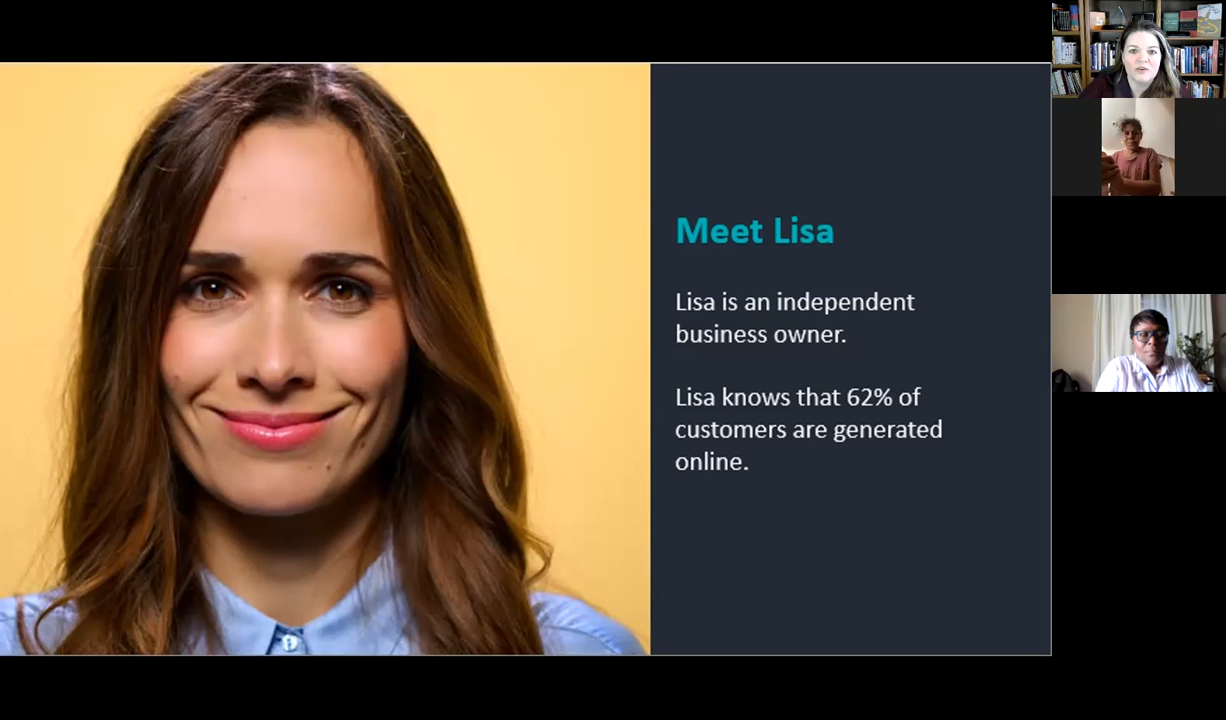 Meet Lisa
Lisa is an independent
business owner.
Lisa knows that 62% of
customers are generated
online.